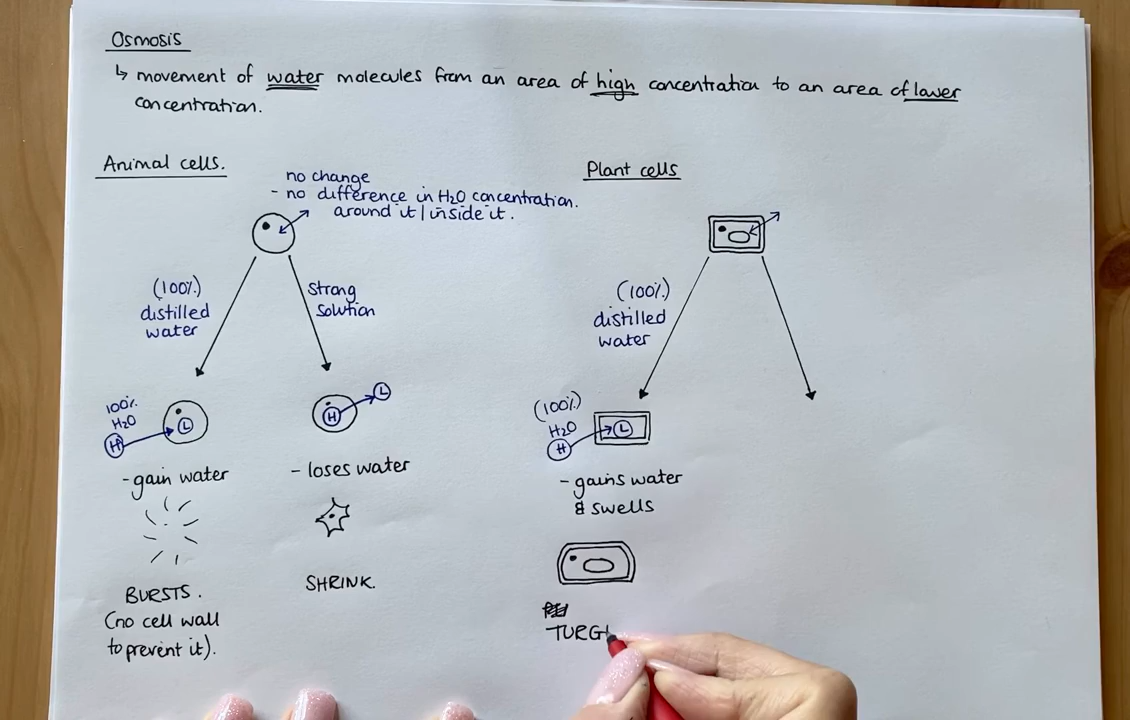 Osmosis
↳ movement of water molecules from an area of high concentration to an area of lower
concentration.
Animal cells.
no change
- no difference in H₂O concentration.
around it / inside it.
(100%)
distilled
water
Strong
Solution
100%
H₂O
H
L
H
L
- gain water
- loses water
BURSTS.
(no cell wall
to prevent it).
SHRINK.
Plant cells
(100%)
distilled
water
(100%)
H₂O
H
L
- gains water
& swells
TURGI